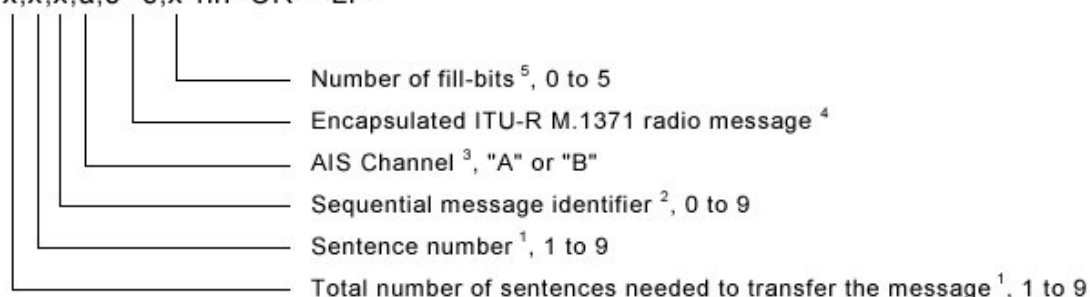 Number of fill-bits ⁵, 0 to 5
Encapsulated ITU-R M.1371 radio message ⁴
AIS Channel ³, "A" or "B"
Sequential message identifier ², 0 to 9
Sentence number ¹, 1 to 9
Total number of sentences needed to transfer the message ¹, 1 to 9